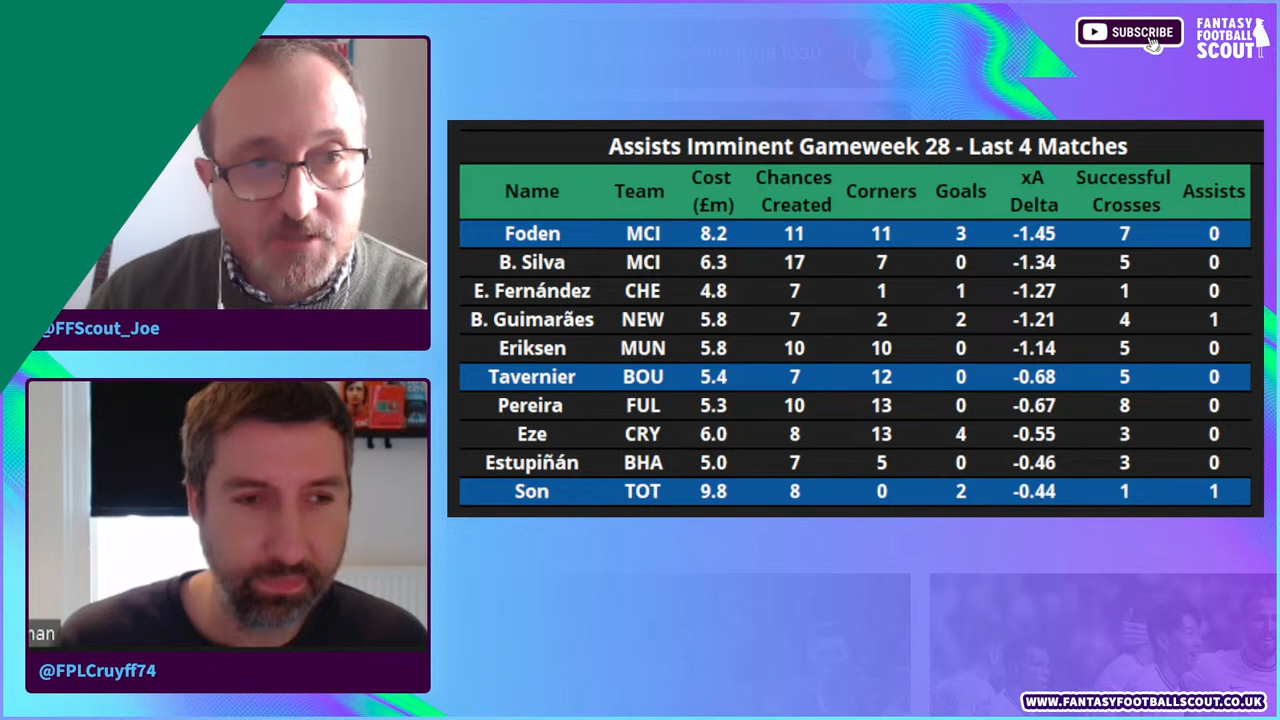 SUBSCRIBE
FANTASY
FOOTBALL
SCOUT
@FFScout_Joe
Assists Imminent Gameweek 28 - Last 4 Matches
Name Team Cost (£m) Chances Created Corners Goals xA Delta Successful Crosses Assists
Foden MCI 8.2 11 11 3 -1.45 7 0
B. Silva MCI 6.3 17 7 0 -1.34 5 0
E. Fernández CHE 4.8 7 1 1 -1.27 1 0
B. Guimarães NEW 5.8 7 2 2 -1.21 4 1
Eriksen MUN 5.8 10 10 0 -1.14 5 0
Tavernier BOU 5.4 7 12 0 -0.68 5 0
Pereira FUL 5.3 10 13 0 -0.67 8 0
Eze CRY 6.0 8 13 4 -0.55 3 0
Estupiñán BHA 5.0 7 5 0 -0.46 3 0
Son TOT 9.8 8 0 2 -0.44 1 1
@FPLCruyff74
WWW.FANTASYFOOTBALLSCOUT.CO.UK